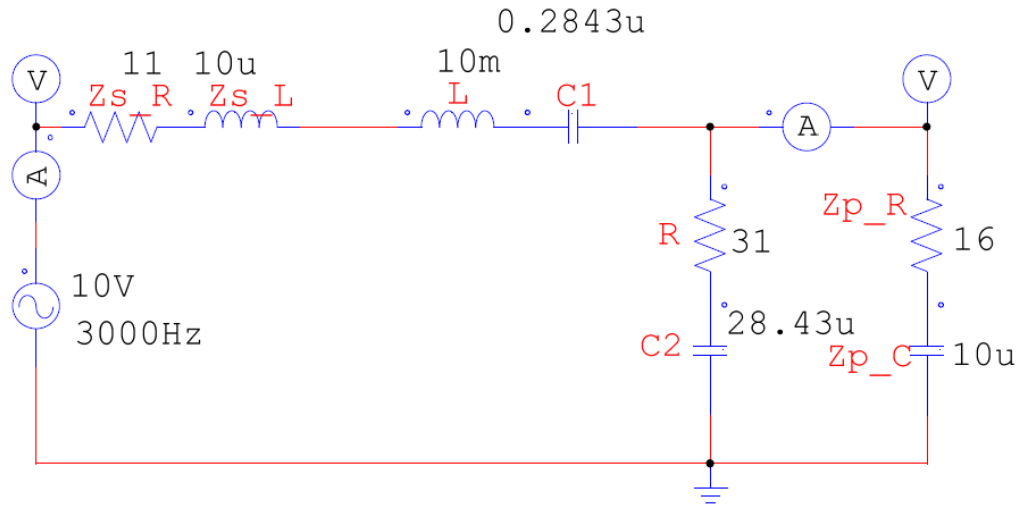 0.2843u
11 10u 10m
V Zs_R Zs_L L C1 V
A
A
Zp_R
R 31 16
10V
3000Hz
28.43u
C2 Zp_C 10u